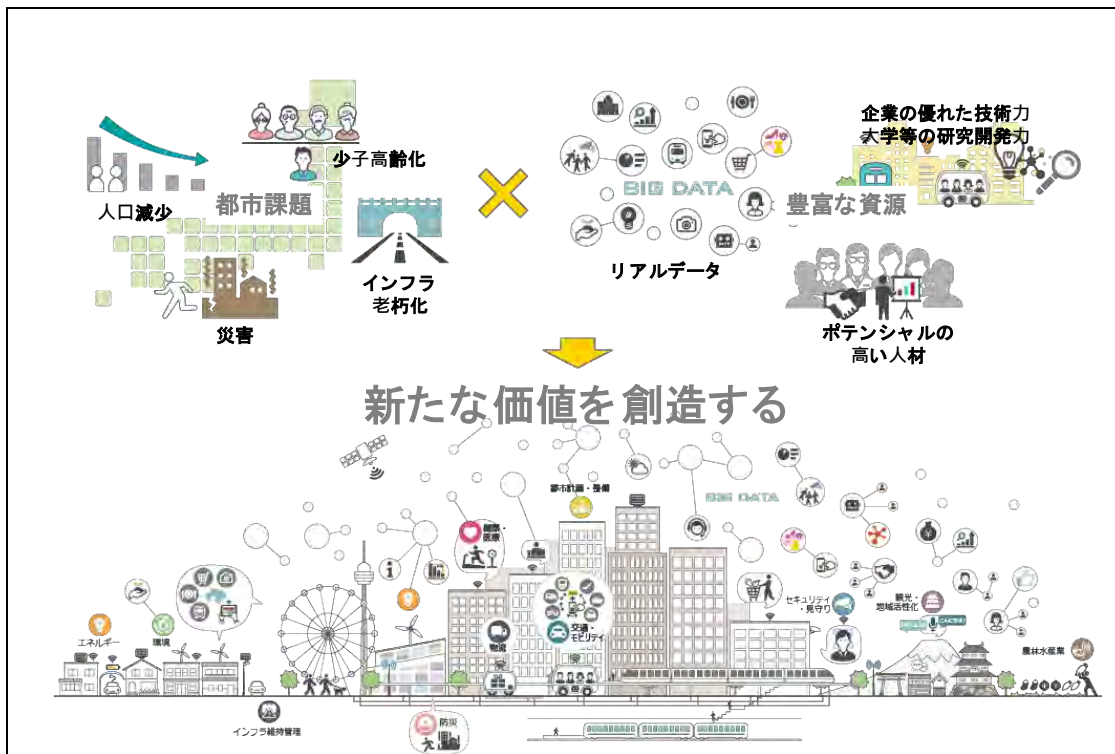 企業の優れた技術力
大学等の研究開発力
少子高齢化
人口減少
都市課題
BIG DATA
豊富な資源
リアルデータ
インフラ
老朽化
災害
ポテンシャルの
高い人材
新たな価値を創造する
都市計画・整備
BIG DATA
健康・
医療
エネルギー
環境
物流
交通・
モビリティ
セキュリティ
・見守り
観光・
地域活性化
農林水産業
インフラ維持管理
防災